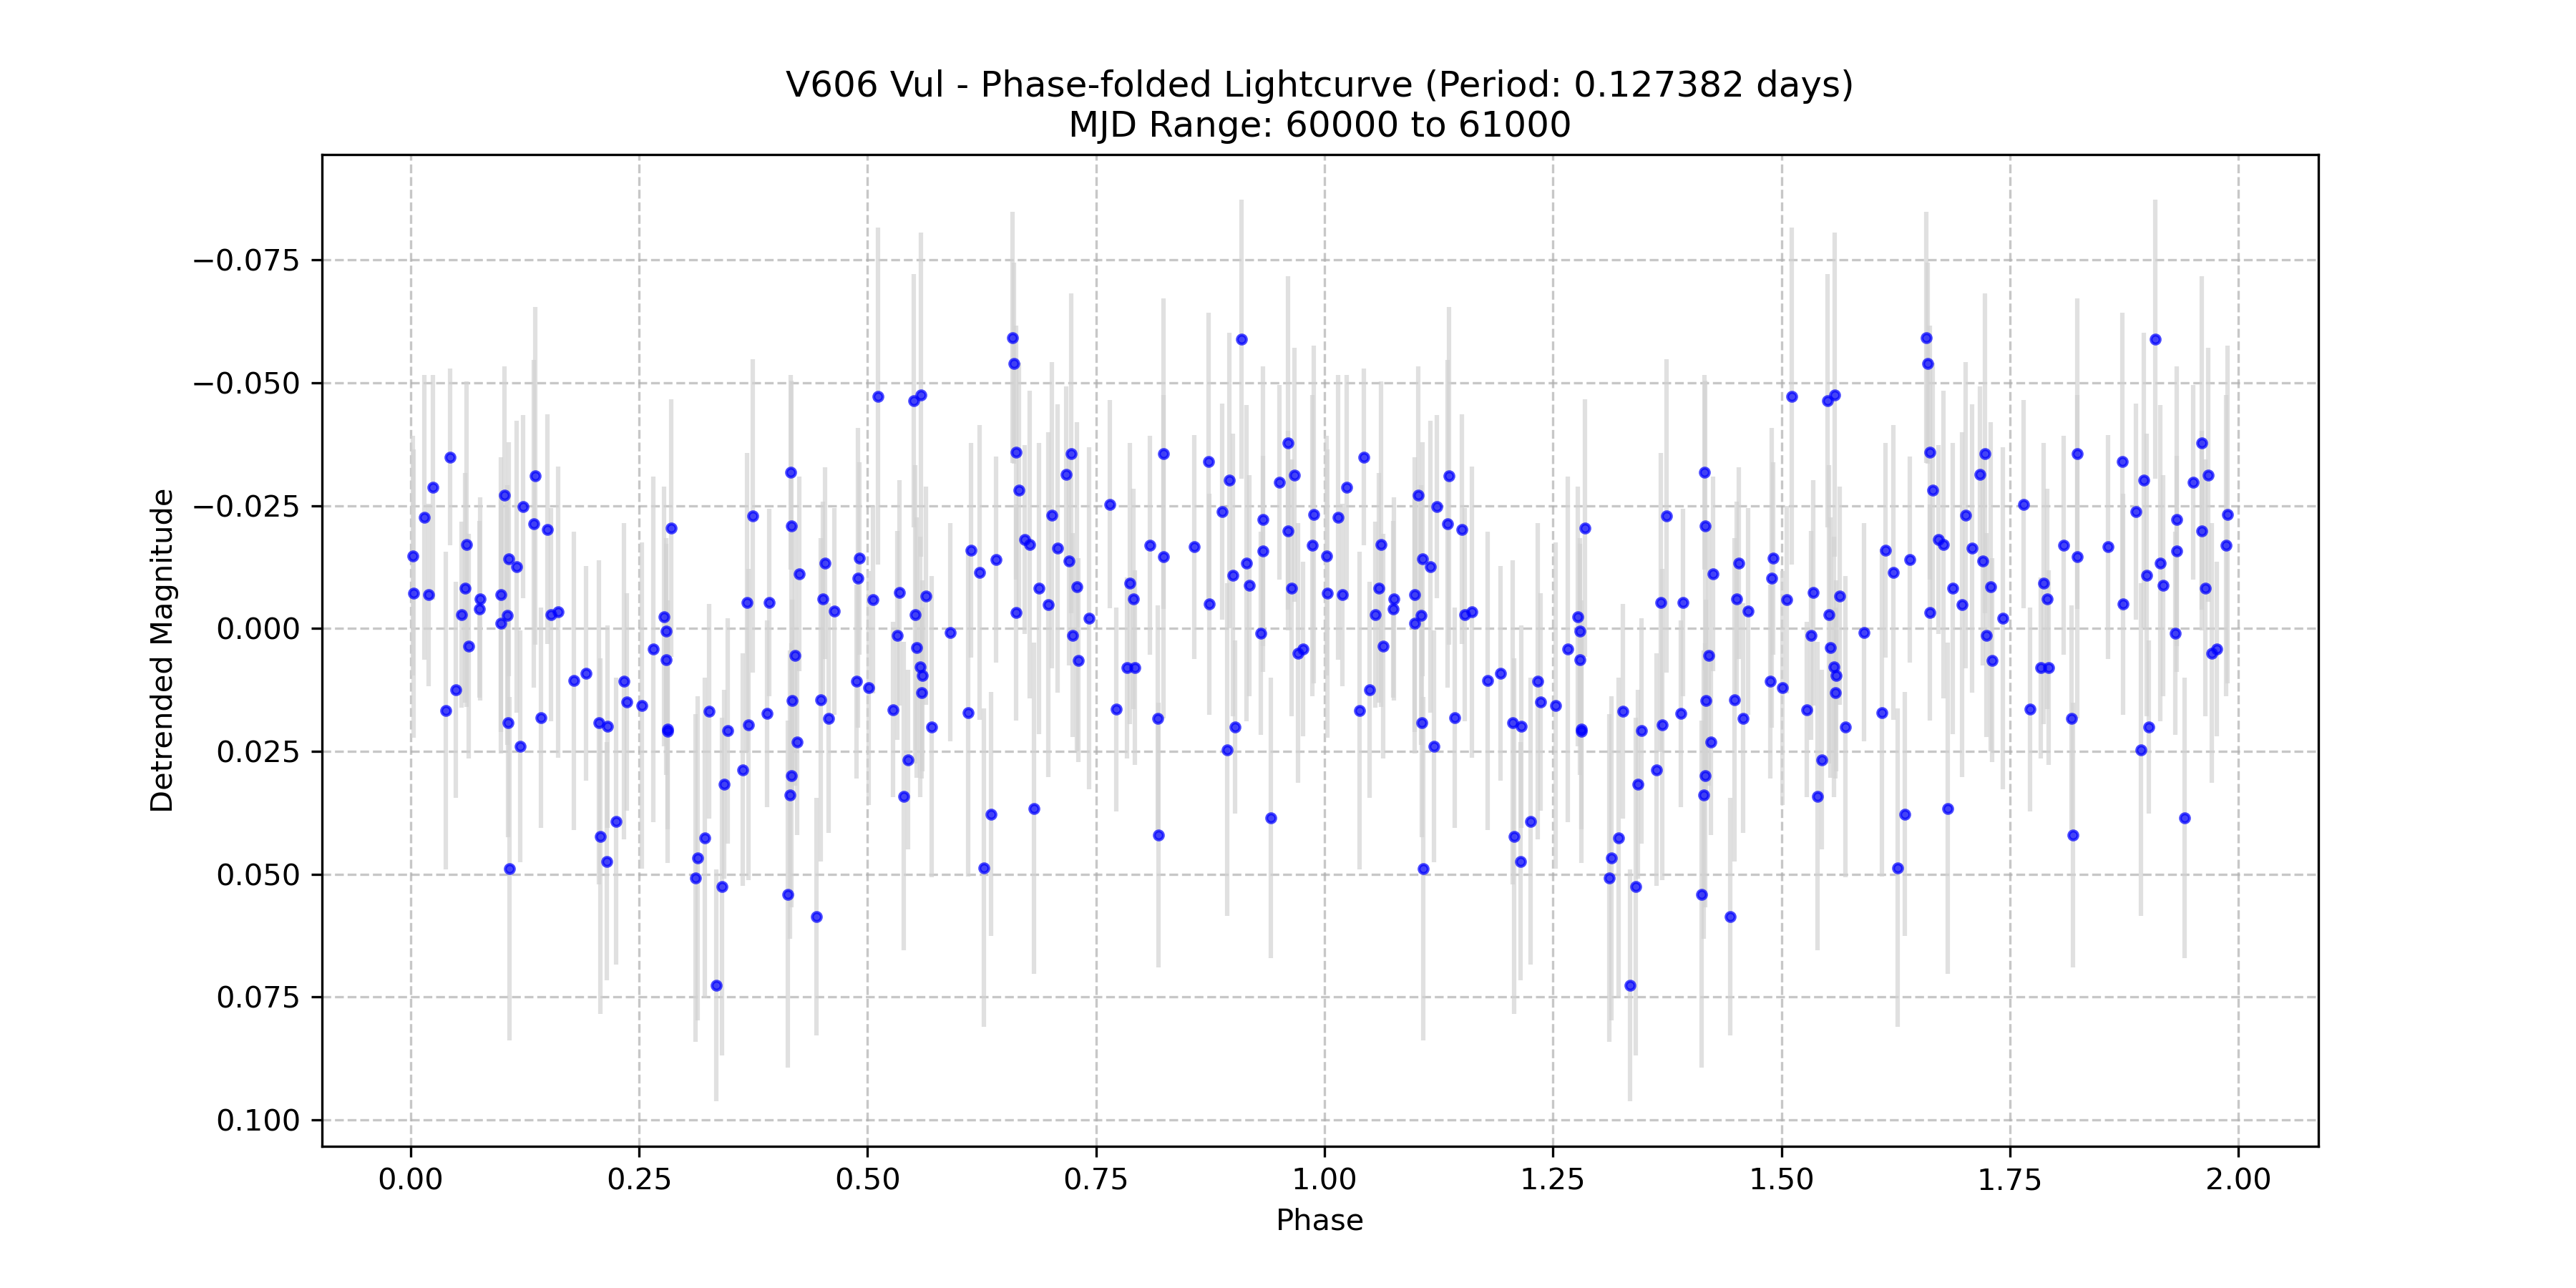 V606 Vul - Phase-folded Lightcurve (Period: 0.127382 days)
MJD Range: 60000 to 61000
Detrended Magnitude
−0.075
−0.050
−0.025
0.000
0.025
0.050
0.075
0.100
0.00 0.25 0.50 0.75 1.00 1.25 1.50 1.75 2.00
Phase